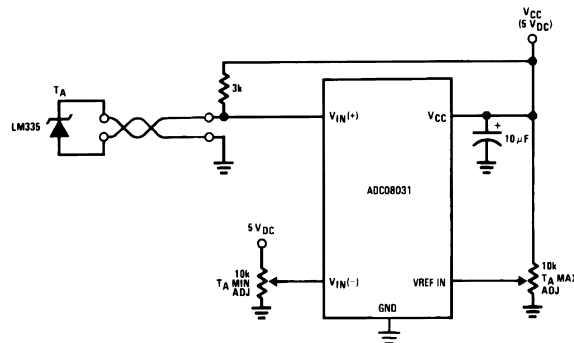 VCC
(5 VDC)
TA
LM335
3k
VIN(+)
VCC
+
10 µF
ADC08031
5 VDC
10k
TA MIN
ADJ
VIN(−)
VREF IN
10k
TA MAX
ADJ
GND